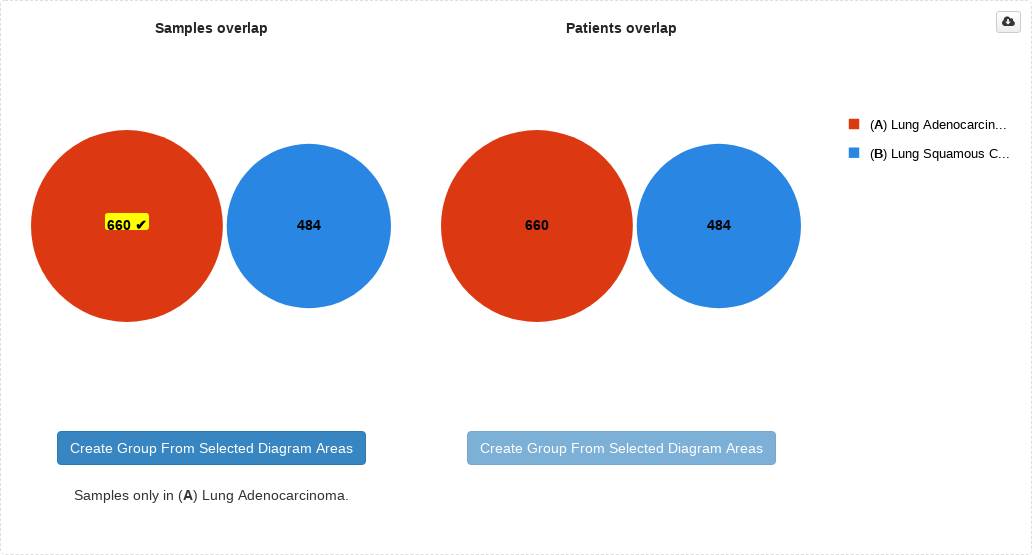 Samples overlap
Patients overlap
(A) Lung Adenocarcin...
(B) Lung Squamous C...
660 ✔
484
660
484
Create Group From Selected Diagram Areas
Create Group From Selected Diagram Areas
Samples only in (A) Lung Adenocarcinoma.